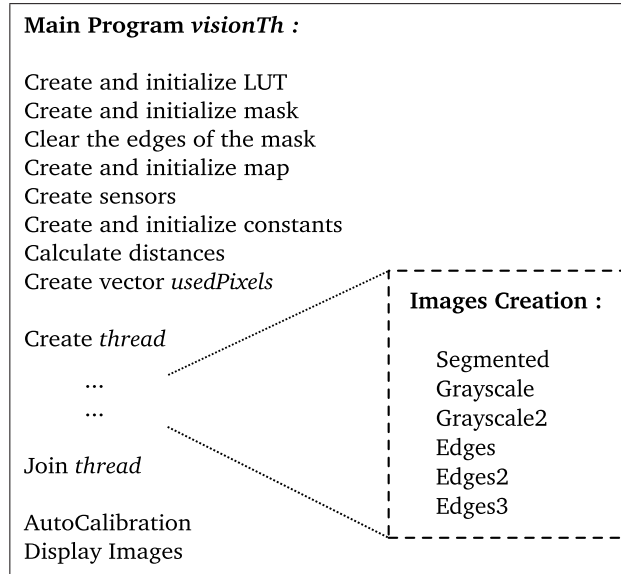 Main Program visionTh :
Create and initialize LUT
Create and initialize mask
Clear the edges of the mask
Create and initialize map
Create sensors
Create and initialize constants
Calculate distances
Create vector usedPixels
Create thread
...
...
Join thread
AutoCalibration
Display Images
Images Creation :
Segmented
Grayscale
Grayscale2
Edges
Edges2
Edges3